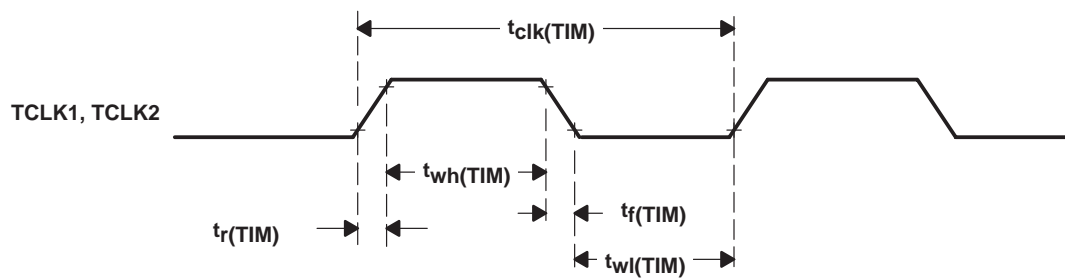 tclk(TIM)
TCLK1, TCLK2
twh(TIM)
tf(TIM)
tr(TIM)
twl(TIM)